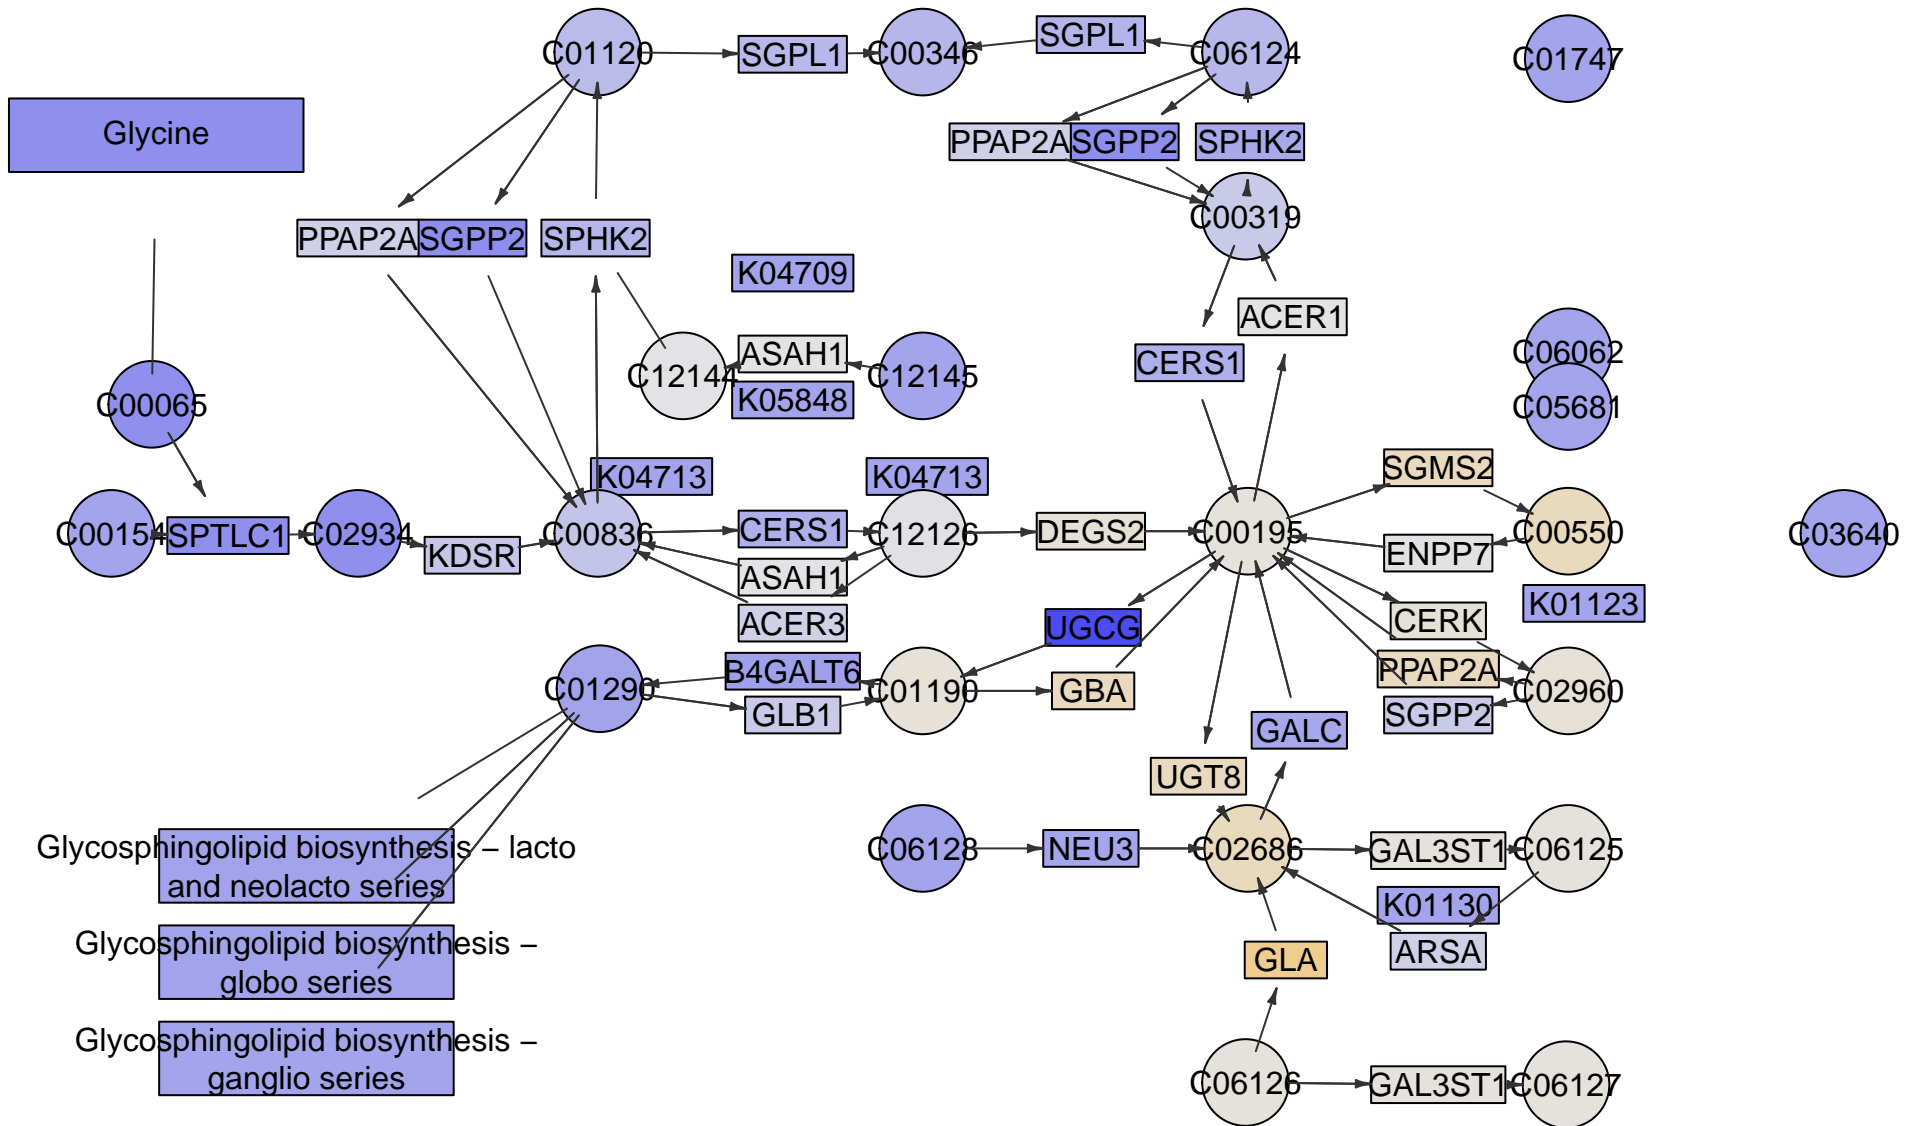 C01120
SGPL1
C00346
SGPL1
C06124
C01747
Glycine
PPAP2A
SGPP2
SPHK2
C00319
PPAP2A
SGPP2
SPHK2
K04709
ACER1
C12144
ASAH1
C12145
K05848
CERS1
C06062
C05681
C00065
K04713
K04713
SGMS2
C00154
SPTLC1
C02934
KDSR
C00836
CERS1
C12126
DEGS2
C00195
C00550
C03640
ENPP7
ASAH1
ACER3
K01123
UGCG
CERK
C01290
B4GALT6
GLB1
C01190
GBA
PPAP2A
SGPP2
C02960
GALC
UGT8
Glycosphingolipid biosynthesis – lacto
and neolacto series
C06128
NEU3
C02686
GAL3ST1
C06125
K01130
ARSA
Glycosphingolipid biosynthesis –
globo series
GLA
Glycosphingolipid biosynthesis –
ganglio series
C06126
GAL3ST1
C06127